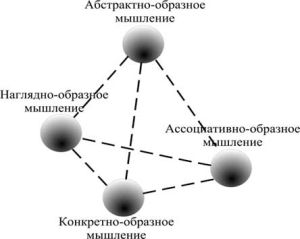 Абстрактно-образное
мышление
Наглядно-образное
мышление
Ассоциативно-образное
мышление
Конкретно-образное
мышление